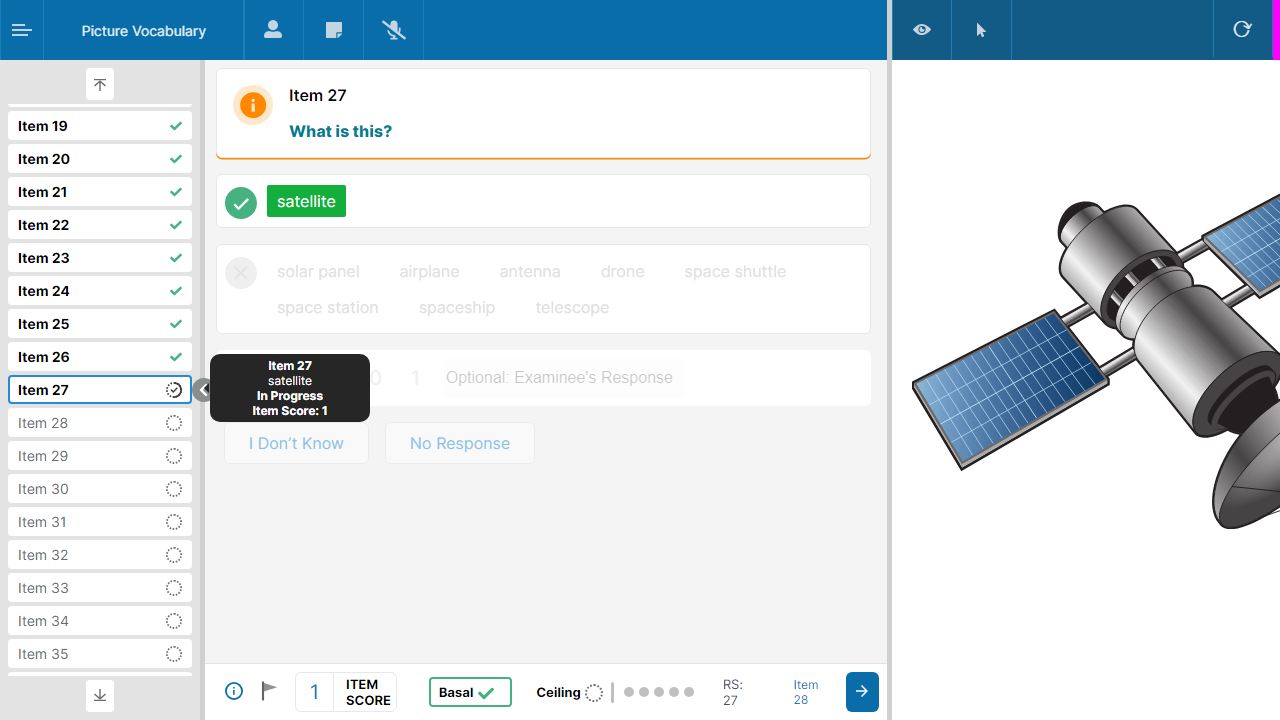 Picture Vocabulary
Item 19
Item 20
Item 21
Item 22
Item 23
Item 24
Item 25
Item 26
Item 27
Item 28
Item 29
Item 30
Item 31
Item 32
Item 33
Item 34
Item 35
Item 27
What is this?
satellite
solar panel airplane antenna drone space shuttle
space station spaceship telescope
Item 27
satellite
In Progress
Item Score: 1
0 1 Optional: Examinee's Response
I Don't Know No Response
1 ITEM SCORE
Basal
Ceiling
RS: 27
Item 28